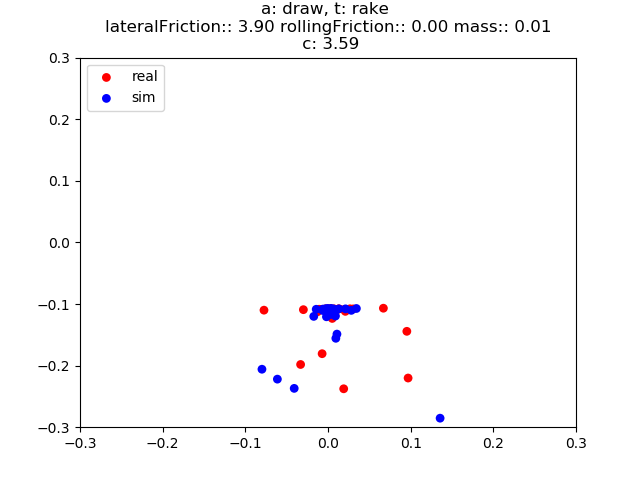 a: draw, t: rake
lateralFriction:: 3.90 rollingFriction:: 0.00 mass:: 0.01
c: 3.59
real
sim
0.3
0.2
0.1
0.0
−0.1
−0.2
−0.3
−0.3
−0.2
−0.1
0.0
0.1
0.2
0.3